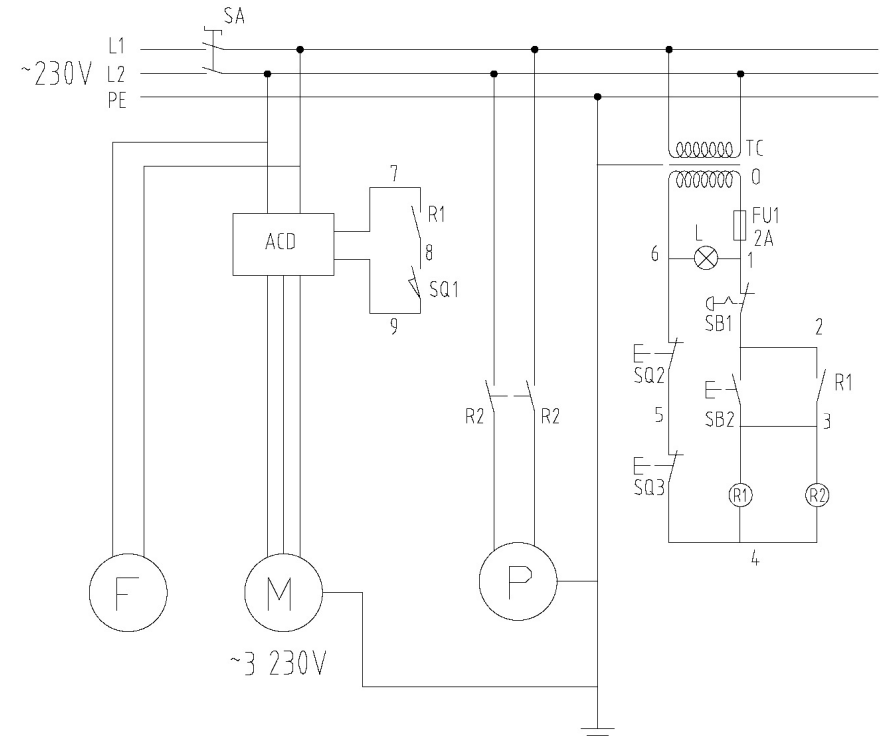 SA
L1
~230V L2
PE
TC
0
7
R1
FU1
2A
ACD
8
L
6
1
SQ1
9
SB1
2
SQ2
R1
R2
R2
5
SB2
3
SQ3
R1
R2
4
F
M
P
~3 230V